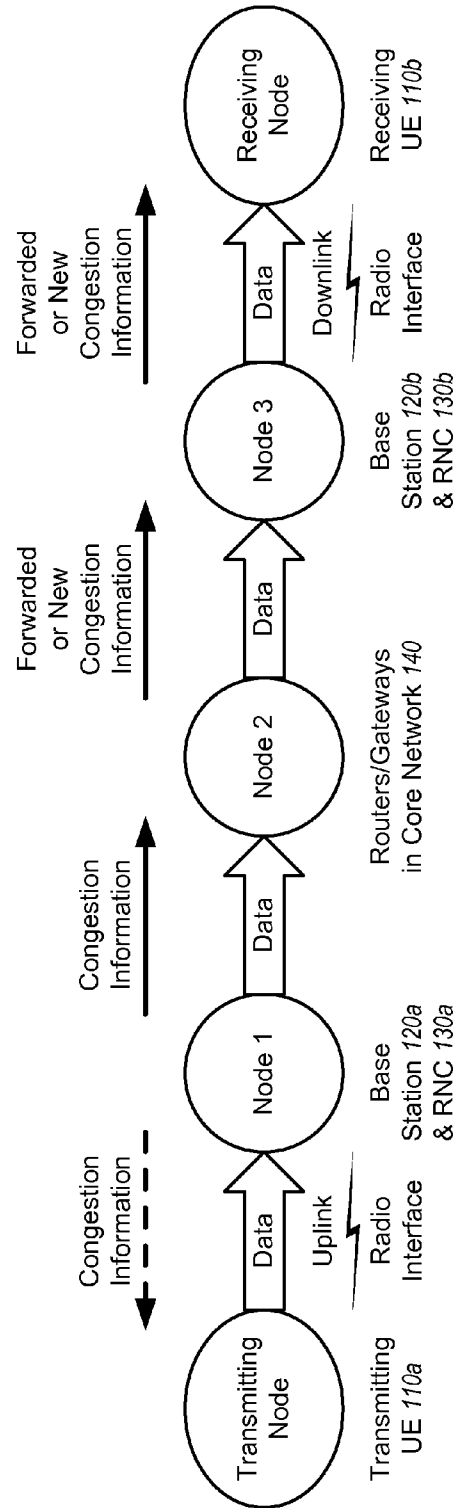 Congestion
Information
Congestion
Information
Forwarded
or New
Congestion
Information
Forwarded
or New
Congestion
Information
Transmitting
Node
Data
Node 1
Data
Node 2
Data
Node 3
Data
Receiving
Node
Uplink
Downlink
Transmitting
UE 110a
Radio
Interface
Base
Station 120a
& RNC 130a
Routers/Gateways
in Core Network 140
Base
Station 120b
& RNC 130b
Radio
Interface
Receiving
UE 110b